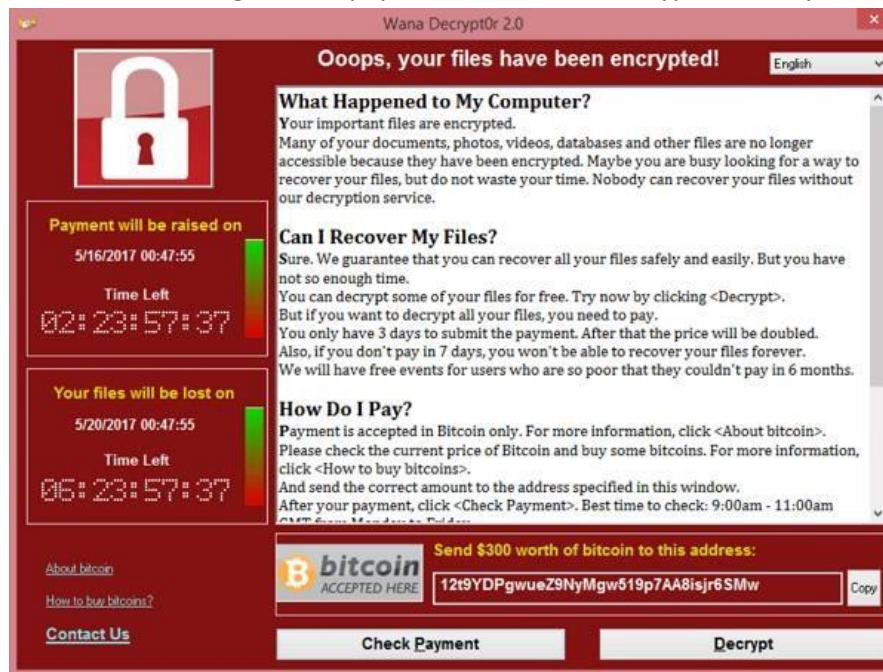 Wana Decrypt0r 2.0
Ooops, your files have been encrypted!
English
What Happened to My Computer?
Your important files are encrypted.
Many of your documents, photos, videos, databases and other files are no longer
accessible because they have been encrypted. Maybe you are busy looking for a way to
recover your files, but do not waste your time. Nobody can recover your files without
our decryption service.
Can I Recover My Files?
Sure. We guarantee that you can recover all your files safely and easily. But you have
not so enough time.
You can decrypt some of your files for free. Try now by clicking <Decrypt>.
But if you want to decrypt all your files, you need to pay.
You only have 3 days to submit the payment. After that the price will be doubled.
Also, if you don't pay in 7 days, you won't be able to recover your files forever.
We will have free events for users who are so poor that they couldn't pay in 6 months.
How Do I Pay?
Payment is accepted in Bitcoin only. For more information, click <About bitcoin>.
Please check the current price of Bitcoin and buy some bitcoins. For more information,
click <How to buy bitcoins>.
And send the correct amount to the address specified in this window.
After your payment, click <Check Payment>. Best time to check: 9:00am - 11:00am
GMT from Monday to Friday.
Payment will be raised on
5/16/2017 00:47:55
Time Left
02:23:57:37
Your files will be lost on
5/20/2017 00:47:55
Time Left
06:23:57:37
About bitcoin
How to buy bitcoins?
Contact Us
bitcoin
ACCEPTED HERE
Send $300 worth of bitcoin to this address:
12t9YDPgwueZ9NyMgw519p7AA8isjr6SMw
Copy
Check Payment
Decrypt